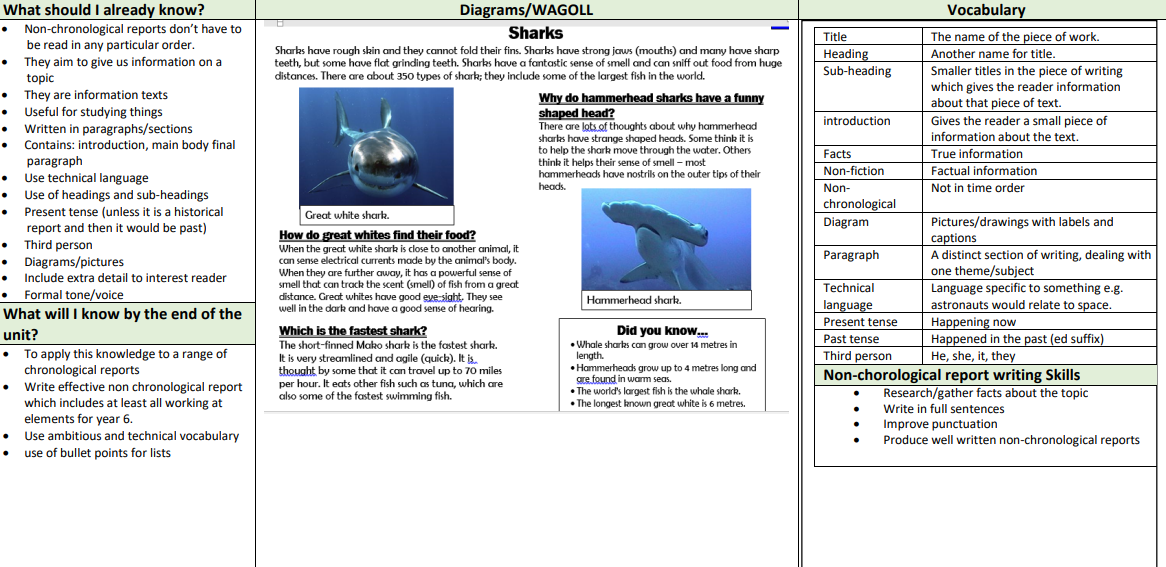 What should I already know?
Non-chronological reports don't have to
be read in any particular order.
They aim to give us information on a
topic
They are information texts
Useful for studying things
Written in paragraphs/sections
Contains: introduction, main body final
paragraph
Use technical language
Use of headings and sub-headings
Present tense (unless it is a historical
report and then it would be past)
Third person
Diagrams/pictures
Include extra detail to interest reader
Formal tone/voice
What will I know by the end of the
unit?
To apply this knowledge to a range of
chronological reports
Write effective non chronological report
which includes at least all working at
elements for year 6.
Use ambitious and technical vocabulary
use of bullet points for lists
Diagrams/WAGOLL
Sharks
Sharks have rough skin and they cannot fold their fins. Sharks have strong jaws (mouths) and many have sharp
teeth, but some have flat grinding teeth. Sharks have a fantastic sense of smell and can sniff out food from huge
distances. There are about 350 types of shark; they include some of the largest fish in the world.
Great white shark.
How do great whites find their food?
When the great white shark is close to another animal, it
can sense electrical currents made by the animal's body.
When they are further away, it has a powerful sense of
smell that can track the scent (smell) of fish from a great
distance. Great whites have good eye-sight. They see
well in the dark and have a good sense of hearing.
Which is the fastest shark?
The short-finned Mako shark is the fastest shark.
It is very streamlined and agile (quick). It is
thought by some that it can travel up to 70 miles
per hour. It eats other fish such as tuna, which are
also some of the fastest swimming fish.
Why do hammerhead sharks have a funny
shaped head?
There are lots of thoughts about why hammerhead
sharks have strange shaped heads. Some think it is
to help the shark move through the water. Others
think it helps their sense of smell – most
hammerheads have nostrils on the outer tips of their
heads.
Hammerhead shark.
Did you know...
• Whale sharks can grow over 14 metres in
length.
• Hammerheads grow up to 4 metres long and
are found in warm seas.
• The world's largest fish is the whale shark.
• The longest known great white is 6 metres.
Vocabulary
Title The name of the piece of work.
Heading Another name for title.
Sub-heading Smaller titles in the piece of writing
which gives the reader information
about that piece of text.
introduction Gives the reader a small piece of
information about the text.
Facts True information
Non-fiction Factual information
Non- Not in time order
chronological
Diagram Pictures/drawings with labels and
captions
Paragraph A distinct section of writing, dealing with
one theme/subject
Technical Language specific to something e.g.
language astronauts would relate to space.
Present tense Happening now
Past tense Happened in the past (ed suffix)
Third person He, she, it, they
Non-chorological report writing Skills
Research/gather facts about the topic
Write in full sentences
Improve punctuation
Produce well written non-chronological reports